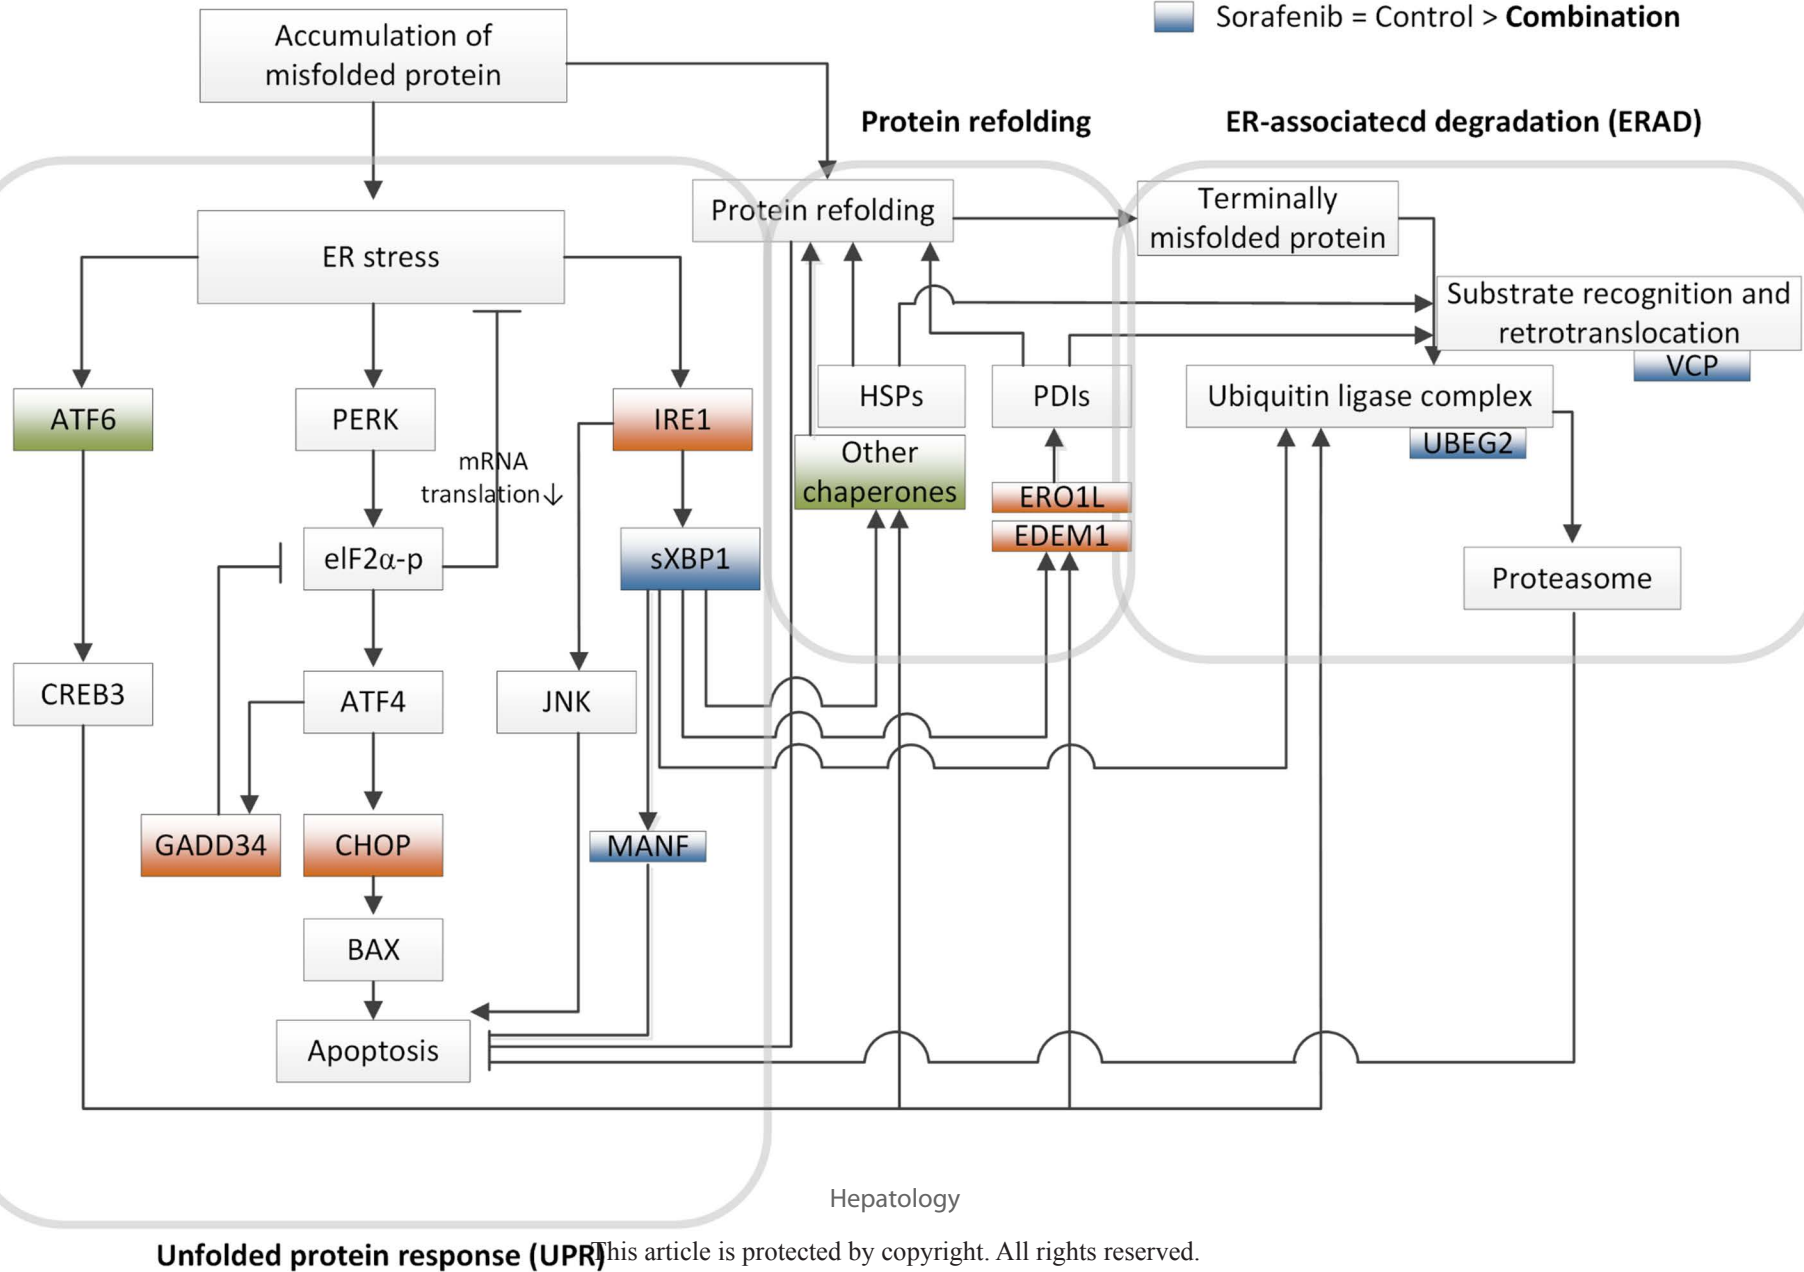 Sorafenib = Control > Combination
Accumulation of
misfolded protein
Protein refolding
ER-associatecd degradation (ERAD)
Protein refolding
Terminally
misfolded protein
ER stress
Substrate recognition and
retrotranslocation
VCP
ATF6
PERK
IRE1
HSPs
PDIs
Ubiquitin ligase complex
UBEG2
mRNA
translation↓
Other
chaperones
ERO1L
EDEM1
eIF2α-p
sXBP1
Proteasome
CREB3
ATF4
JNK
GADD34
CHOP
MANF
BAX
Apoptosis
Hepatology
Unfolded protein response (UPR)
This article is protected by copyright. All rights reserved.